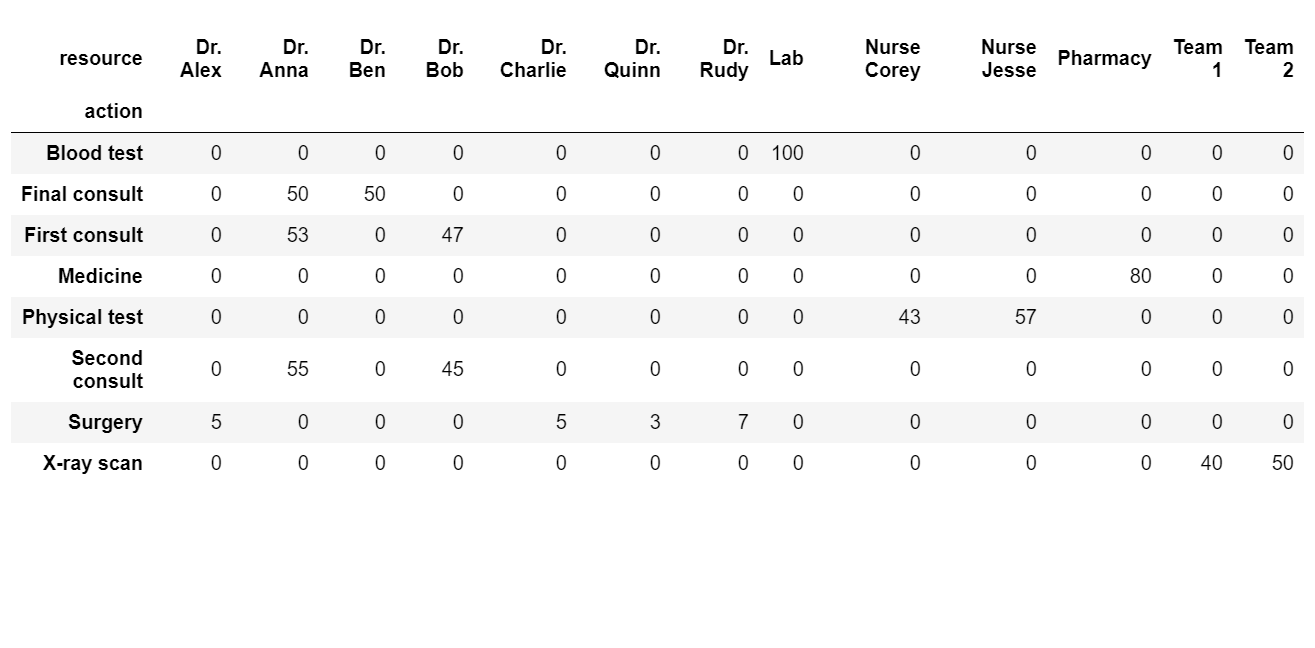 resource Dr. Alex Dr. Anna Dr. Ben Dr. Bob Dr. Charlie Dr. Quinn Dr. Rudy Lab Nurse Corey Nurse Jesse Pharmacy Team 1 Team 2
action
Blood test 0 0 0 0 0 0 0 100 0 0 0 0 0
Final consult 0 50 50 0 0 0 0 0 0 0 0 0 0
First consult 0 53 0 47 0 0 0 0 0 0 0 0 0
Medicine 0 0 0 0 0 0 0 0 0 0 80 0 0
Physical test 0 0 0 0 0 0 0 0 43 57 0 0 0
Second consult 0 55 0 45 0 0 0 0 0 0 0 0 0
Surgery 5 0 0 0 5 3 7 0 0 0 0 0 0
X-ray scan 0 0 0 0 0 0 0 0 0 0 0 40 50